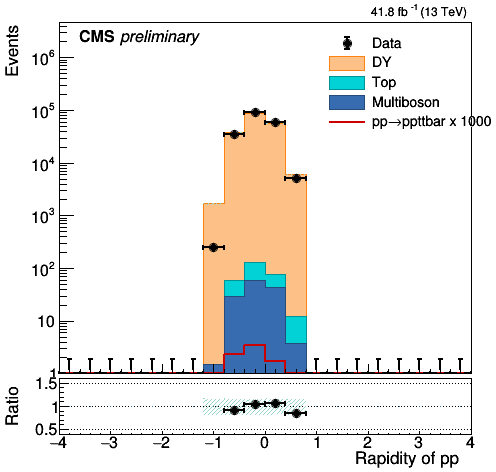 41.8 fb⁻¹ (13 TeV)
CMS preliminary
Events
10⁶
10⁵
10⁴
10³
10²
10
1
Data
DY
Top
Multiboson
pp→ppttbar x 1000
Ratio
1.5
1
0.5
−4 −3 −2 −1 0 1 2 3 4
Rapidity of pp